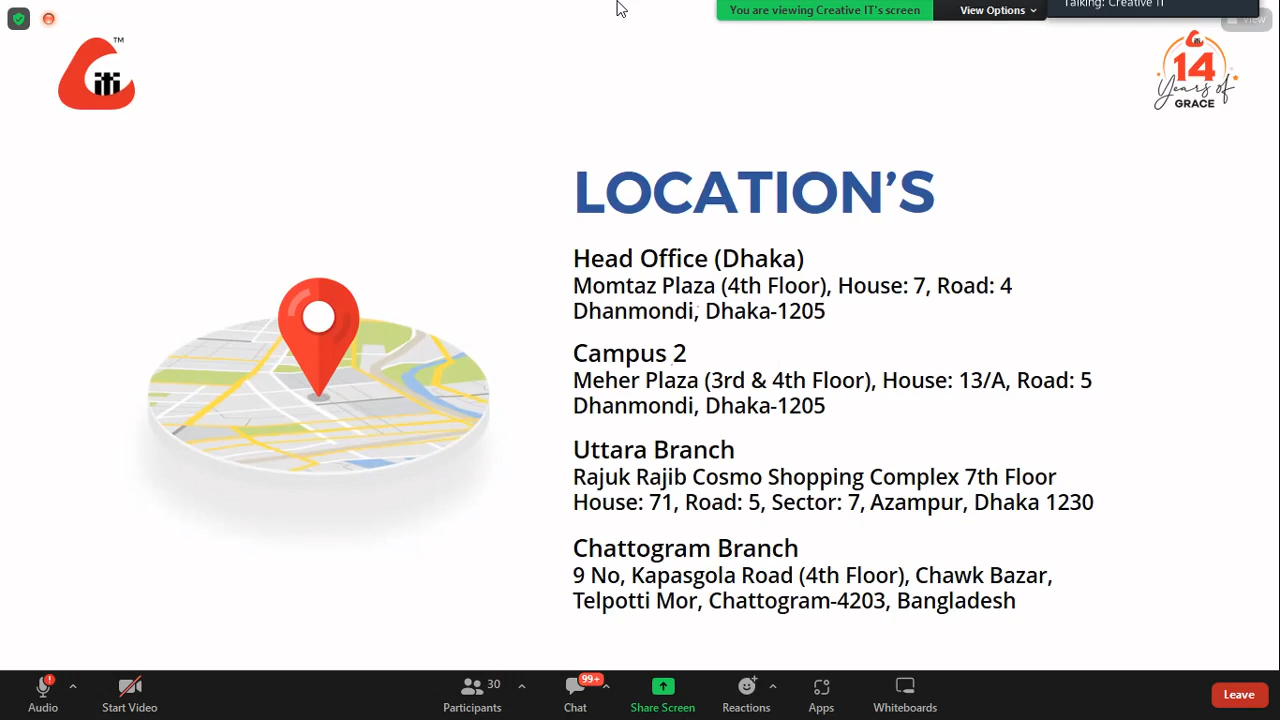 You are viewing Creative IT's screen
View Options
Talking: Creative IT
View
iti
TM
14
Years of
GRACE
LOCATION’S
Head Office (Dhaka)
Momtaz Plaza (4th Floor), House: 7, Road: 4
Dhanmondi, Dhaka-1205
Campus 2
Meher Plaza (3rd & 4th Floor), House: 13/A, Road: 5
Dhanmondi, Dhaka-1205
Uttara Branch
Rajuk Rajib Cosmo Shopping Complex 7th Floor
House: 71, Road: 5, Sector: 7, Azampur, Dhaka 1230
Chattogram Branch
9 No, Kapasgola Road (4th Floor), Chawk Bazar,
Telpotti Mor, Chattogram-4203, Bangladesh
Audio
Start Video
30
Participants
99+
Chat
Share Screen
Reactions
Apps
Whiteboards
Leave